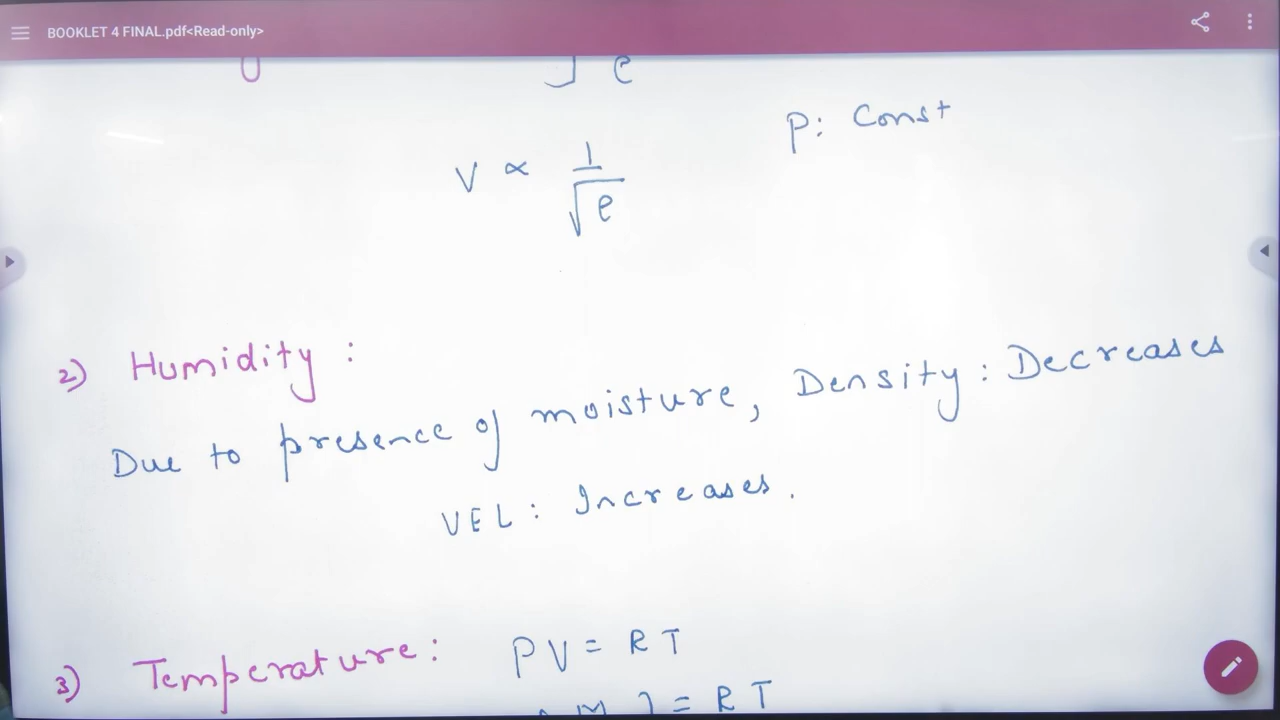 BOOKLET 4 FINAL.pdf<Read-only>
P: Const
V ∝ 1/√ρ
2) Humidity :
Due to presence of moisture, Density : Decreases
VEL : Increases.
3) Temperature : PV = RT
M ) = RT